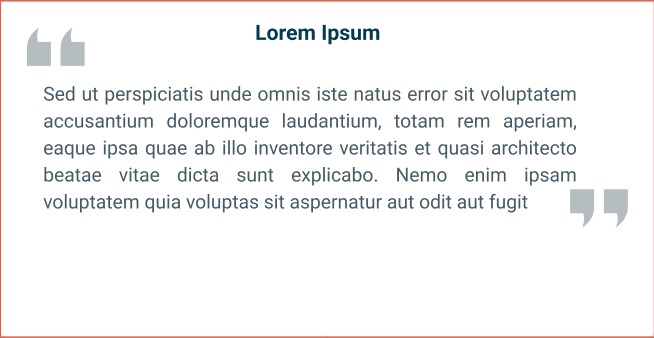 Lorem Ipsum
Sed ut perspiciatis unde omnis iste natus error sit voluptatem
accusantium doloremque laudantium, totam rem aperiam,
eaque ipsa quae ab illo inventore veritatis et quasi architecto
beatae vitae dicta sunt explicabo. Nemo enim ipsam
voluptatem quia voluptas sit aspernatur aut odit aut fugit